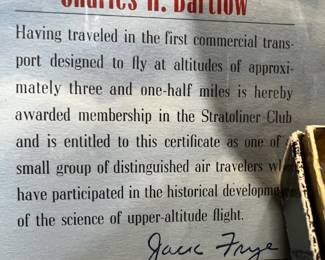 Charles H. Bartlow
Having traveled in the first commercial trans-
port designed to fly at altitudes of approxi-
mately three and one-half miles is hereby
awarded membership in the Stratoliner Club
and is entitled to this certificate as one of
small group of distinguished air travelers
have participated in the historical developme
of the science of upper-altitude flight.
Jack Frye